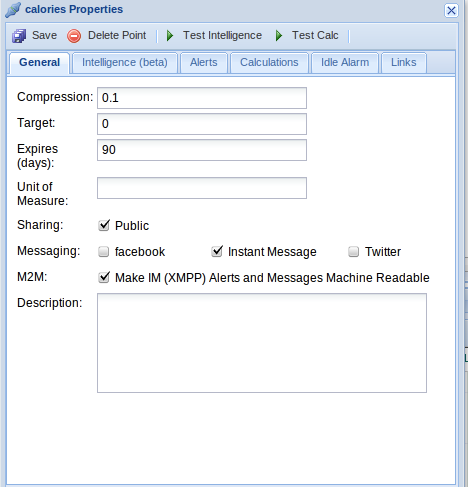 calories Properties
Save Delete Point Test Intelligence Test Calc
General Intelligence (beta) Alerts Calculations Idle Alarm Links
Compression: 0.1
Target: 0
Expires (days): 90
Unit of Measure:
Sharing: Public
Messaging: facebook Instant Message Twitter
M2M: Make IM (XMPP) Alerts and Messages Machine Readable
Description: